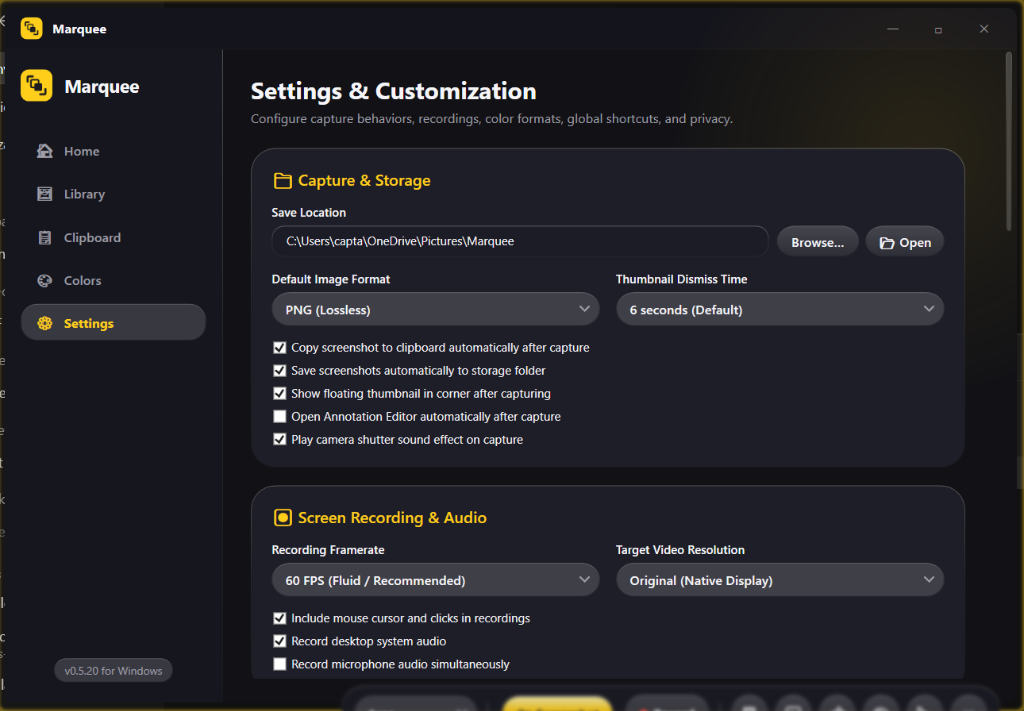 Marquee
Marquee
Home
Library
Clipboard
Colors
Settings
v0.5.20 for Windows
Settings & Customization
Configure capture behaviors, recordings, color formats, global shortcuts, and privacy.
Capture & Storage
Save Location
C:\Users\capta\OneDrive\Pictures\Marquee
Browse...
Open
Default Image Format
Thumbnail Dismiss Time
PNG (Lossless)
6 seconds (Default)
Copy screenshot to clipboard automatically after capture
Save screenshots automatically to storage folder
Show floating thumbnail in corner after capturing
Open Annotation Editor automatically after capture
Play camera shutter sound effect on capture
Screen Recording & Audio
Recording Framerate
Target Video Resolution
60 FPS (Fluid / Recommended)
Original (Native Display)
Include mouse cursor and clicks in recordings
Record desktop system audio
Record microphone audio simultaneously